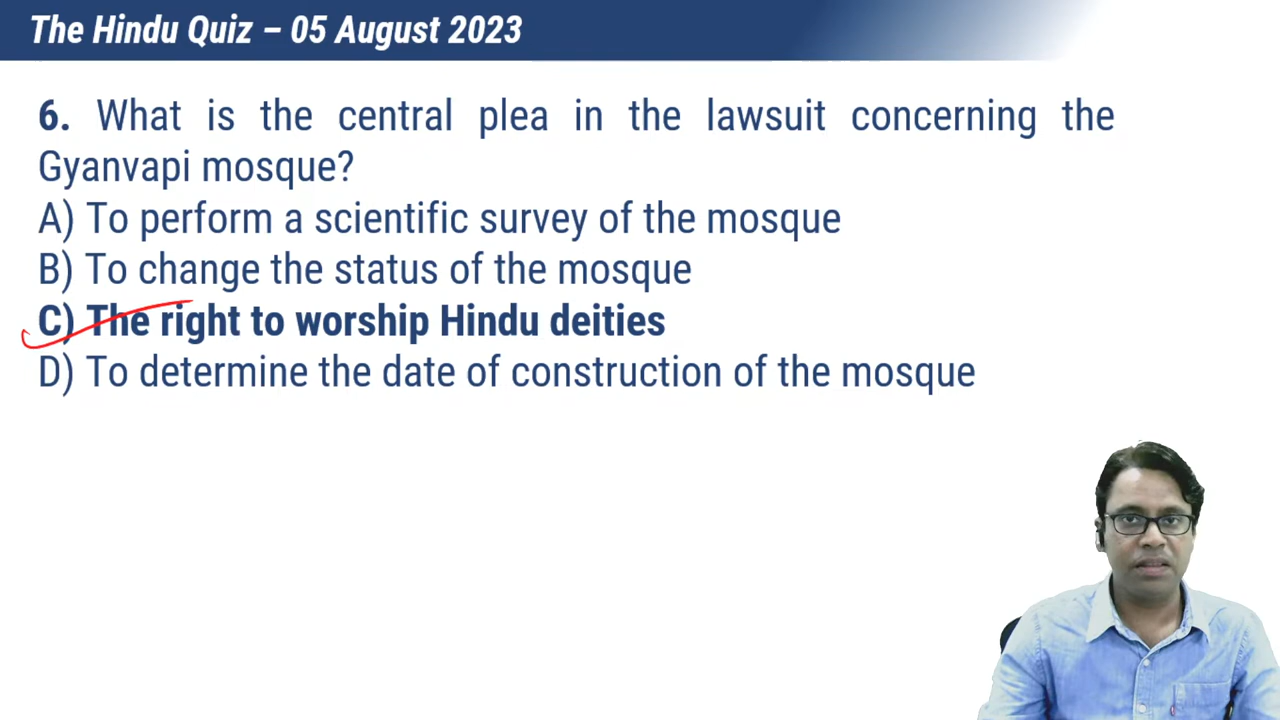 The Hindu Quiz – 05 August 2023
6. What is the central plea in the lawsuit concerning the
Gyanvapi mosque?
A) To perform a scientific survey of the mosque
B) To change the status of the mosque
C) The right to worship Hindu deities
D) To determine the date of construction of the mosque